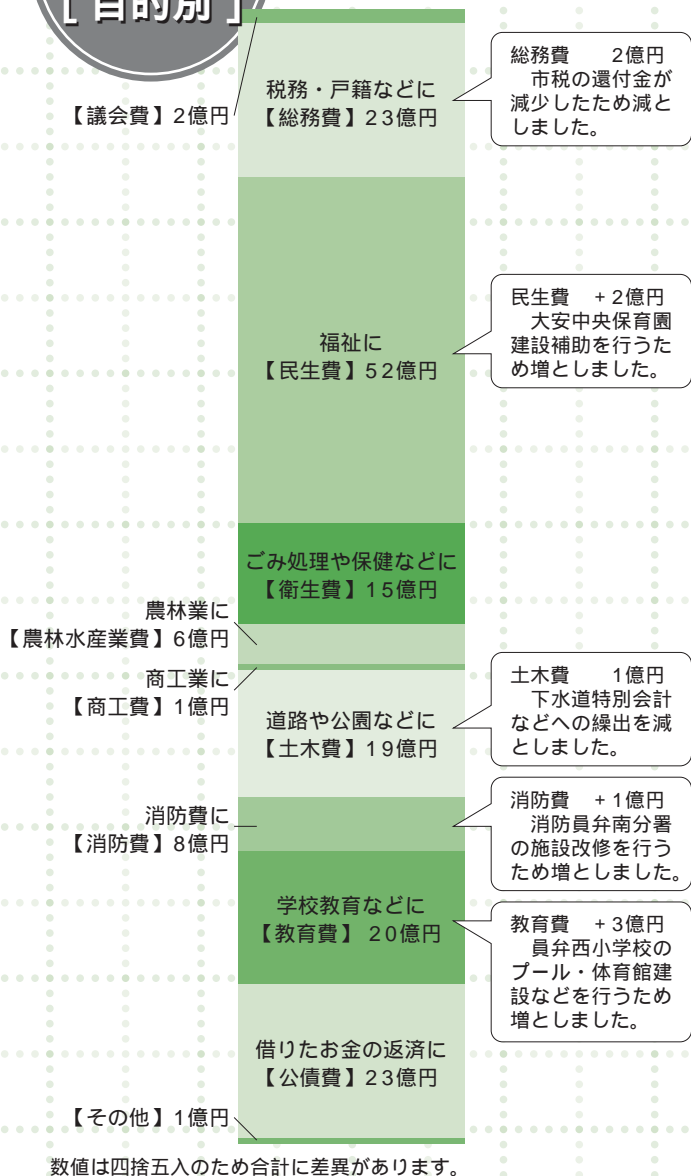 [ 目的別 ]
【議会費】2億円
税務・戸籍などに
【総務費】23億円
総務費　2億円
市税の還付金が
減少したため減と
しました。
福祉に
【民生費】52億円
民生費　+2億円
大安中央保育園
建設補助を行うた
め増としました。
ごみ処理や保健などに
【衛生費】15億円
農林業に
【農林水産業費】6億円
商工業に
【商工費】1億円
道路や公園などに
【土木費】19億円
土木費　1億円
下水道特別会計
などへの繰出を減
としました。
消防費に
【消防費】8億円
消防費　+1億円
消防員弁南分署
の施設改修を行う
ため増としました。
学校教育などに
【教育費】 20億円
教育費　+3億円
員弁西小学校の
プール・体育館建
設などを行うため
増としました。
借りたお金の返済に
【公債費】23億円
【その他】1億円
数値は四捨五入のため合計に差異があります。